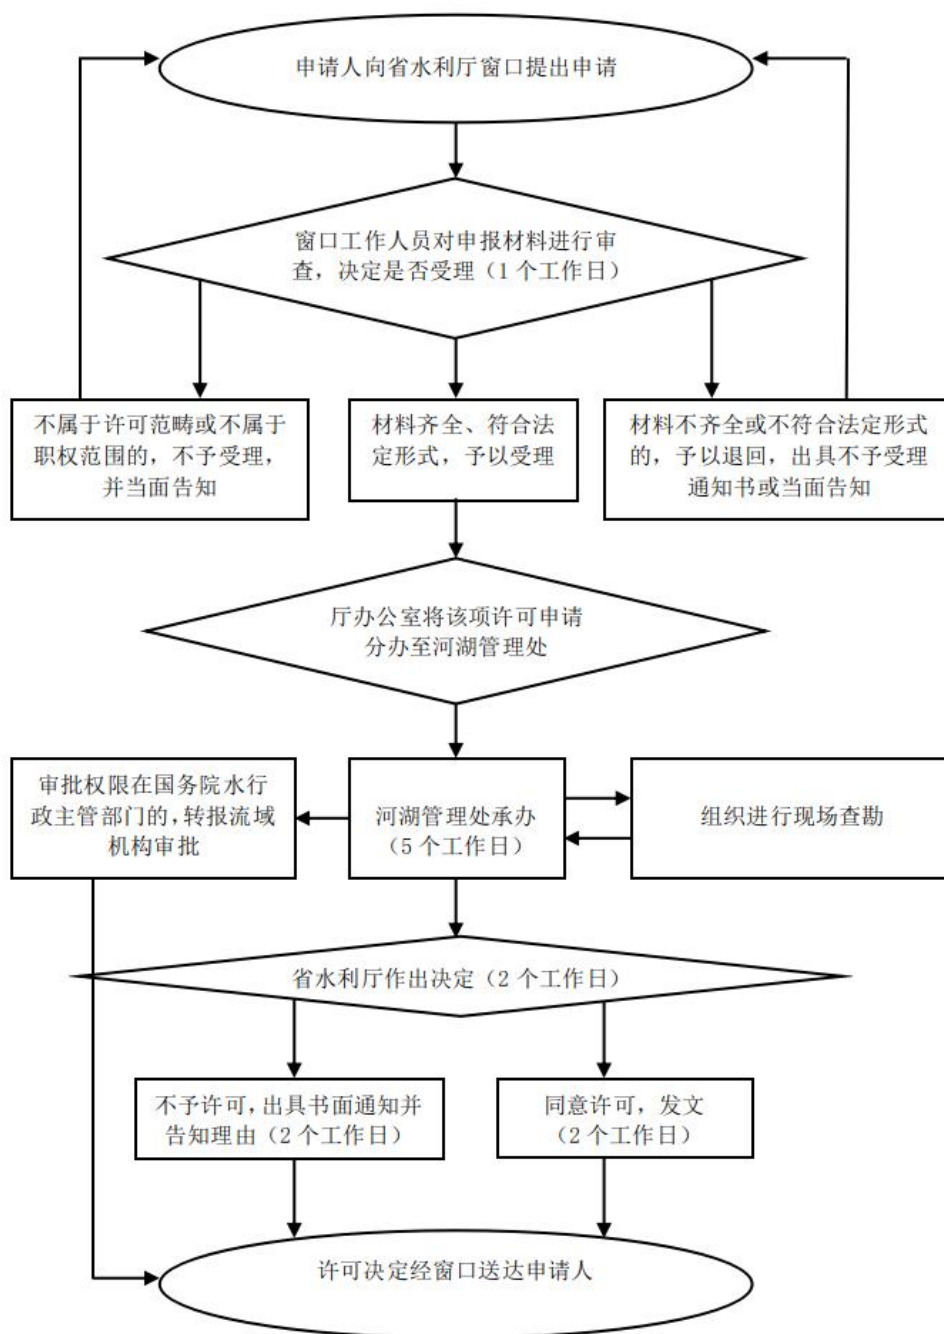 申请人向省水利厅窗口提出申请
窗口工作人员对申报材料进行审
查，决定是否受理（1 个工作日）
不属于许可范畴或不属于
职权范围的，不予受理，
并当面告知
材料齐全、符合法
定形式，予以受理
材料不齐全或不符合法定形式
的，予以退回，出具不予受理
通知书或当面告知
厅办公室将该项许可申请
分办至河湖管理处
审批权限在国务院水行
政主管部门的，转报流域
机构审批
河湖管理处承办
（5 个工作日）
组织进行现场查勘
省水利厅作出决定（2 个工作日）
不予许可，出具书面通知并
告知理由（2 个工作日）
同意许可，发文
（2 个工作日）
许可决定经窗口送达申请人